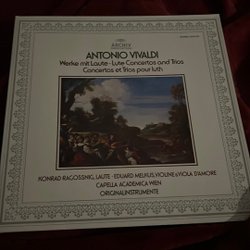 ARCHIV
ANTONIO VIVALDI
Werke mit Laute · Lute Concertos and Trios
Concertos et Trios pour luth
KONRAD RAGOSSNIG, LAUTE · EDUARD MELKUS, VIOLINE & VIOLA D'AMORE
CAPELLA ACADEMICA WIEN
ORIGINALINSTRUMENTE